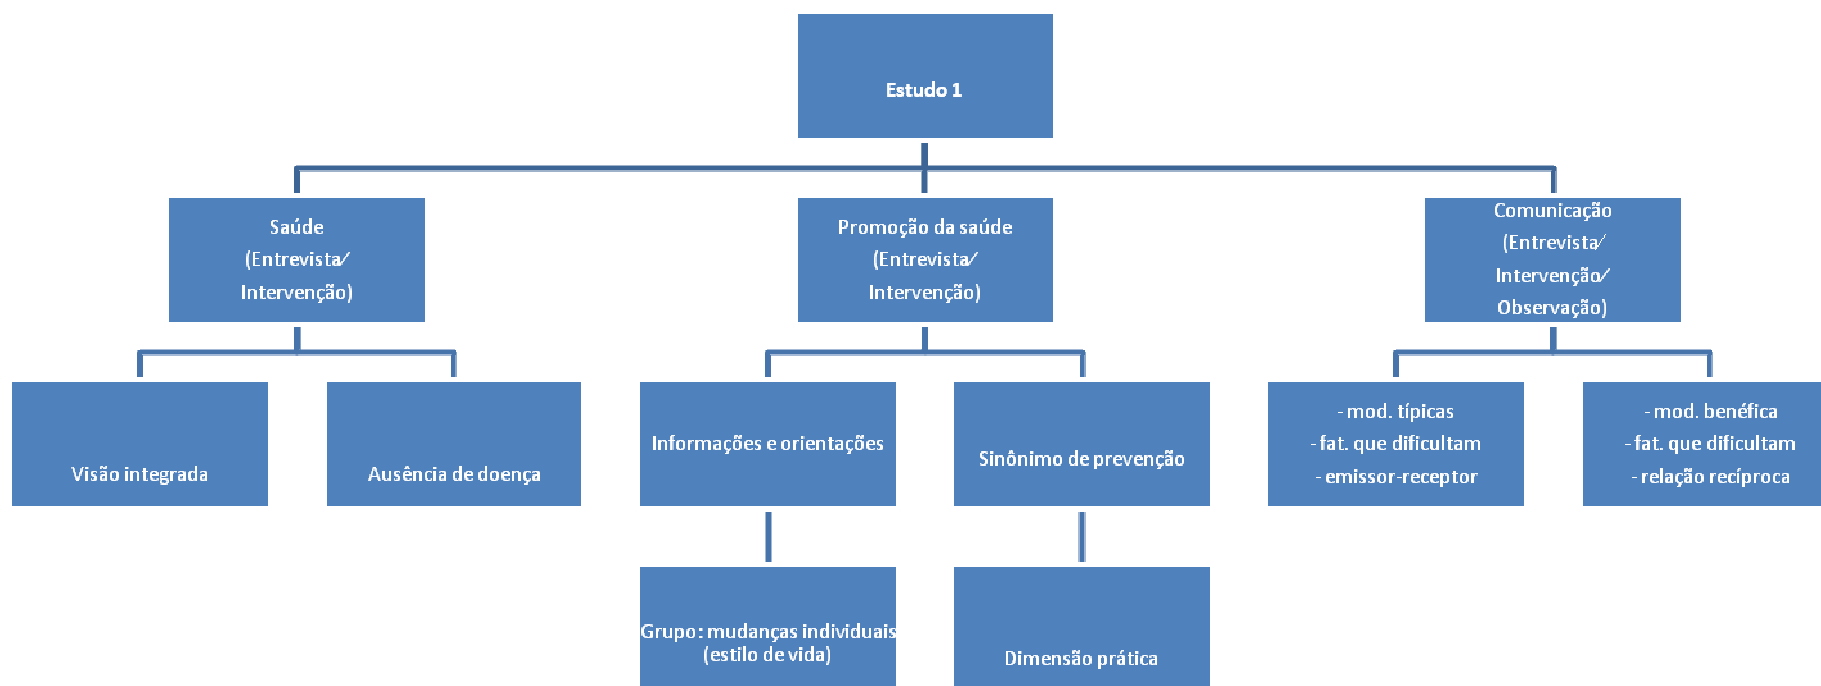 Estudo 1
Saúde
(Entrevista/
Intervenção)
Promoção da saúde
(Entrevista/
Intervenção)
Comunicação
(Entrevista/
Intervenção/
Observação)
Visão integrada
Ausência de doença
Informações e orientações
Sinônimo de prevenção
- mod. típicas
- fat. que dificultam
- emissor-receptor
- mod. benéfica
- fat. que dificultam
- relação recíproca
Grupo: mudanças individuais
(estilo de vida)
Dimensão prática